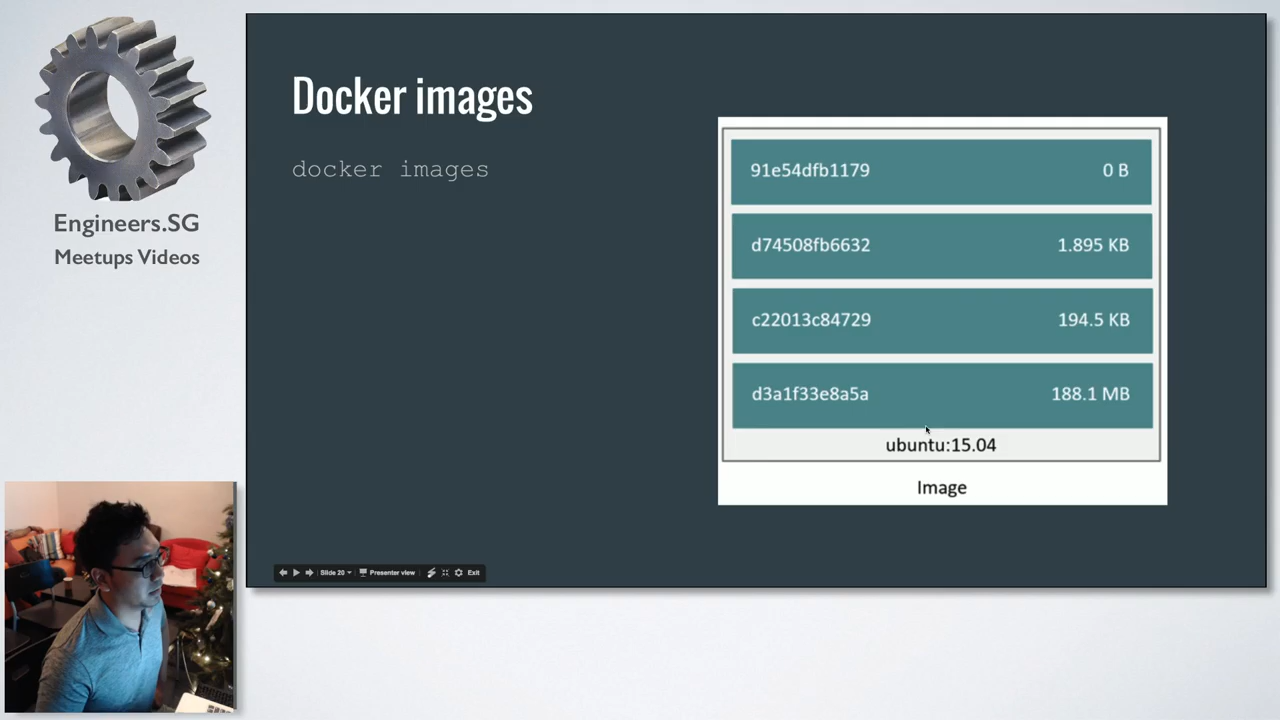 Engineers.SG
Meetups Videos
Docker images
docker images
91e54dfb1179 0 B
d74508fb6632 1.895 KB
c22013c84729 194.5 KB
d3a1f33e8a5a 188.1 MB
ubuntu:15.04
Image
Slide 20 Presenter view Exit